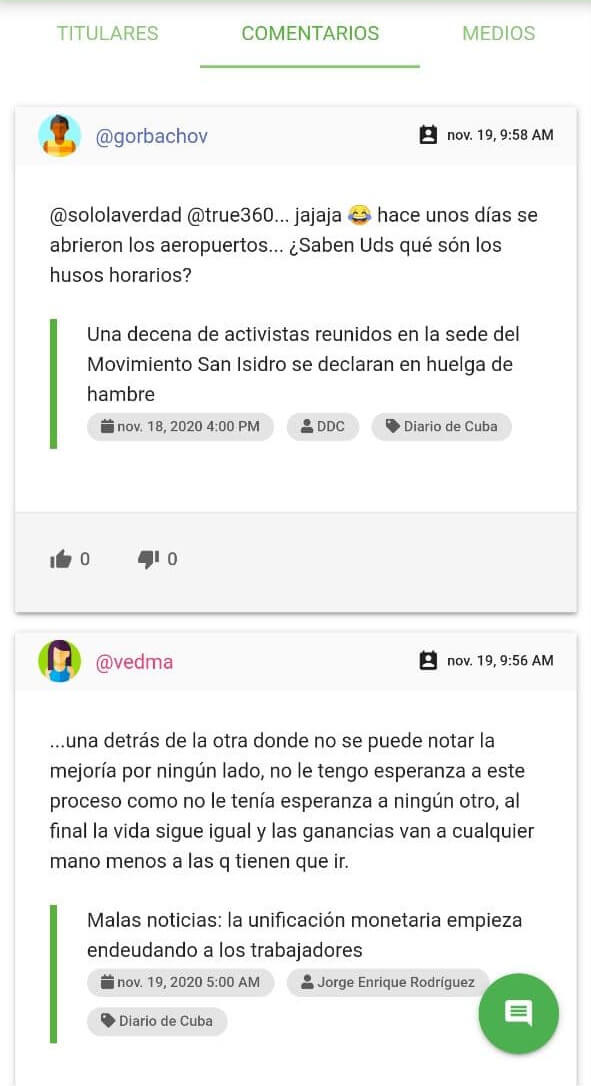 TITULARES COMENTARIOS MEDIOS
@gorbachov nov. 19, 9:58 AM
@sololaverdad @true360... jajaja 😂 hace unos días se
abrieron los aeropuertos... ¿Saben Uds qué són los
husos horarios?
Una decena de activistas reunidos en la sede del
Movimiento San Isidro se declaran en huelga de
hambre
nov. 18, 2020 4:00 PM DDC Diario de Cuba
0 0
@vedma nov. 19, 9:56 AM
...una detrás de la otra donde no se puede notar la
mejoría por ningún lado, no le tengo esperanza a este
proceso como no le tenía esperanza a ningún otro, al
final la vida sigue igual y las ganancias van a cualquier
mano menos a las q tienen que ir.
Malas noticias: la unificación monetaria empieza
endeudando a los trabajadores
nov. 19, 2020 5:00 AM Jorge Enrique Rodríguez
Diario de Cuba